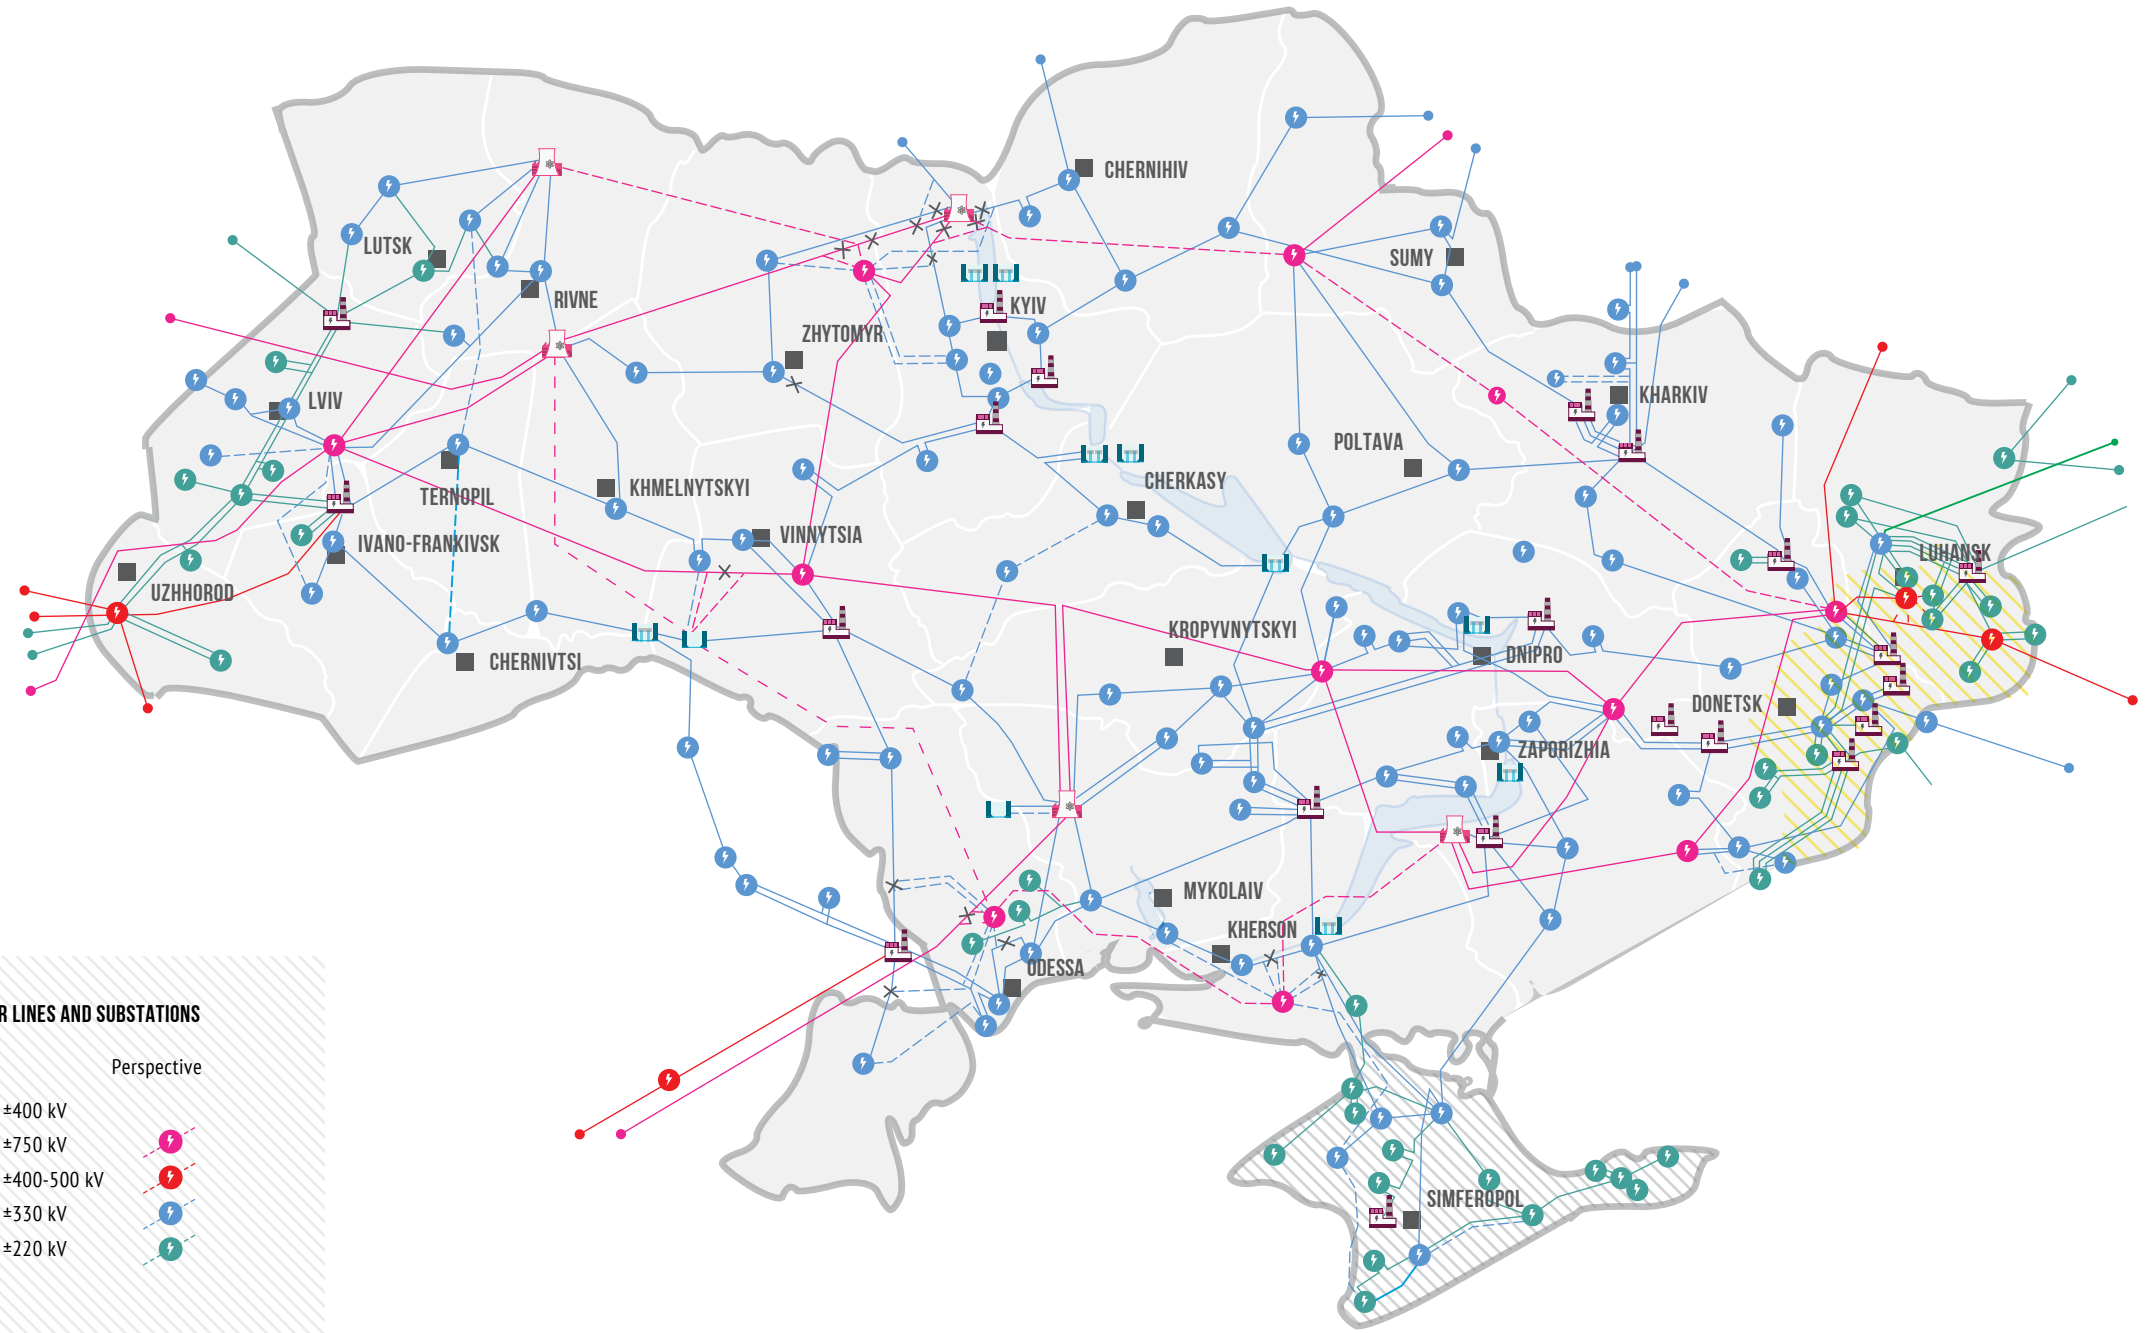 CHERNIHIV
LUTSK
SUMY
RIVNE
KYIV
ZHYTOMYR
LVIV
KHARKIV
POLTAVA
CHERKASY
TERNOPIL
KHMELNYTSKYI
VINNYTSIA
IVANO-FRANKIVSK
LUHANSK
UZHHOROD
KROPYVNYTSKYI
DNIPRO
CHERNIVTSI
DONETSK
ZAPORIZHIA
MYKOLAIV
KHERSON
ODESSA
R LINES AND SUBSTATIONS
Perspective
±400 kV
±750 kV
±400-500 kV
±330 kV
±220 kV
SIMFEROPOL